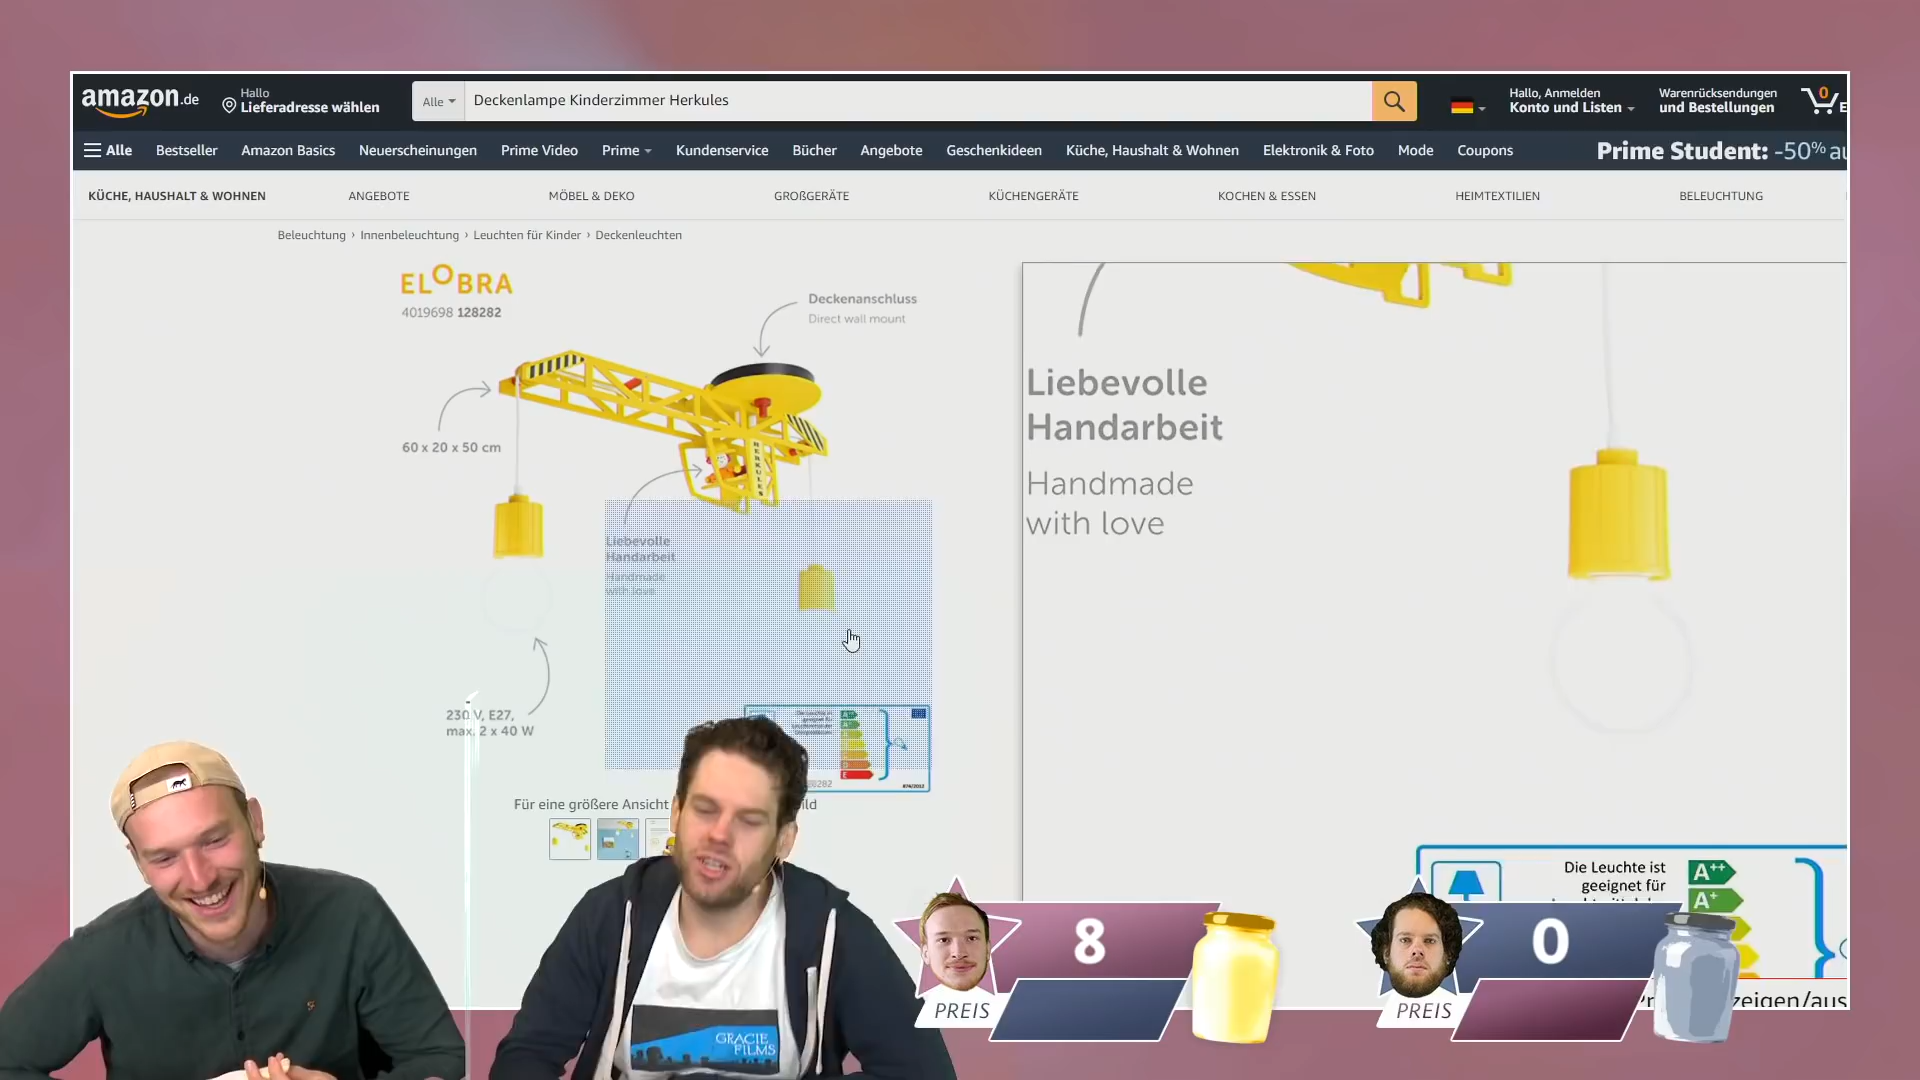 amazon.de
Hallo
Lieferadresse wählen
Alle
Deckenlampe Kinderzimmer Herkules
Hallo, Anmelden
Konto und Listen
Warenrücksendungen
und Bestellungen
0
E
Alle
Bestseller
Amazon Basics
Neuerscheinungen
Prime Video
Prime
Kundenservice
Bücher
Angebote
Geschenkideen
Küche, Haushalt & Wohnen
Elektronik & Foto
Mode
Coupons
Prime Student: -50% au
KÜCHE, HAUSHALT & WOHNEN
ANGEBOTE
MÖBEL & DEKO
GROẞGERÄTE
KÜCHENGERÄTE
KOCHEN & ESSEN
HEIMTEXTILIEN
BELEUCHTUNG
Beleuchtung › Innenbeleuchtung › Leuchten für Kinder › Deckenleuchten
ELOBRA
4019698 128282
Deckenanschluss
Direct wall mount
60 x 20 x 50 cm
HERKULES
Liebevolle
Handarbeit
Handmade
with love
230 V, E27,
max. 2 x 40 W
Für eine größere Ansicht
ild
Liebevolle
Handarbeit
Handmade
with love
Die Leuchte ist
geeignet für
A++
A+
GRACIE
FILMS
8
PREIS
0
PREIS
zeigen/aus